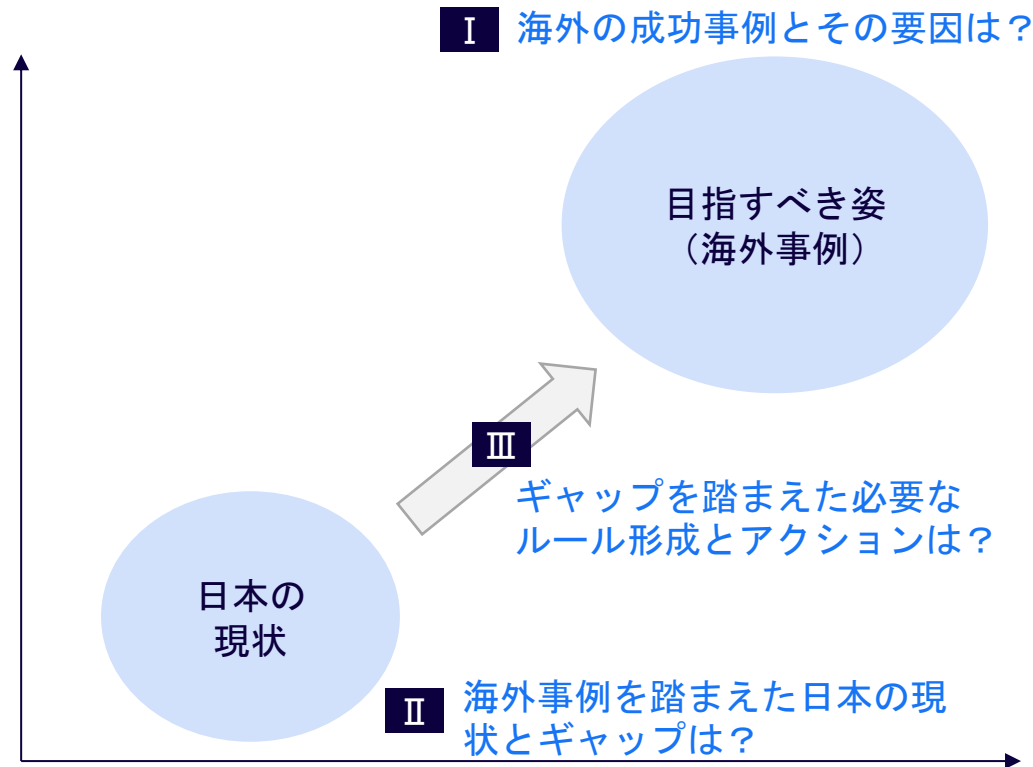 Ⅰ 海外の成功事例とその要因は？
目指すべき姿
（海外事例）
Ⅲ
ギャップを踏まえた必要な
ルール形成とアクションは？
日本の
現状
Ⅱ 海外事例を踏まえた日本の現
状とギャップは？